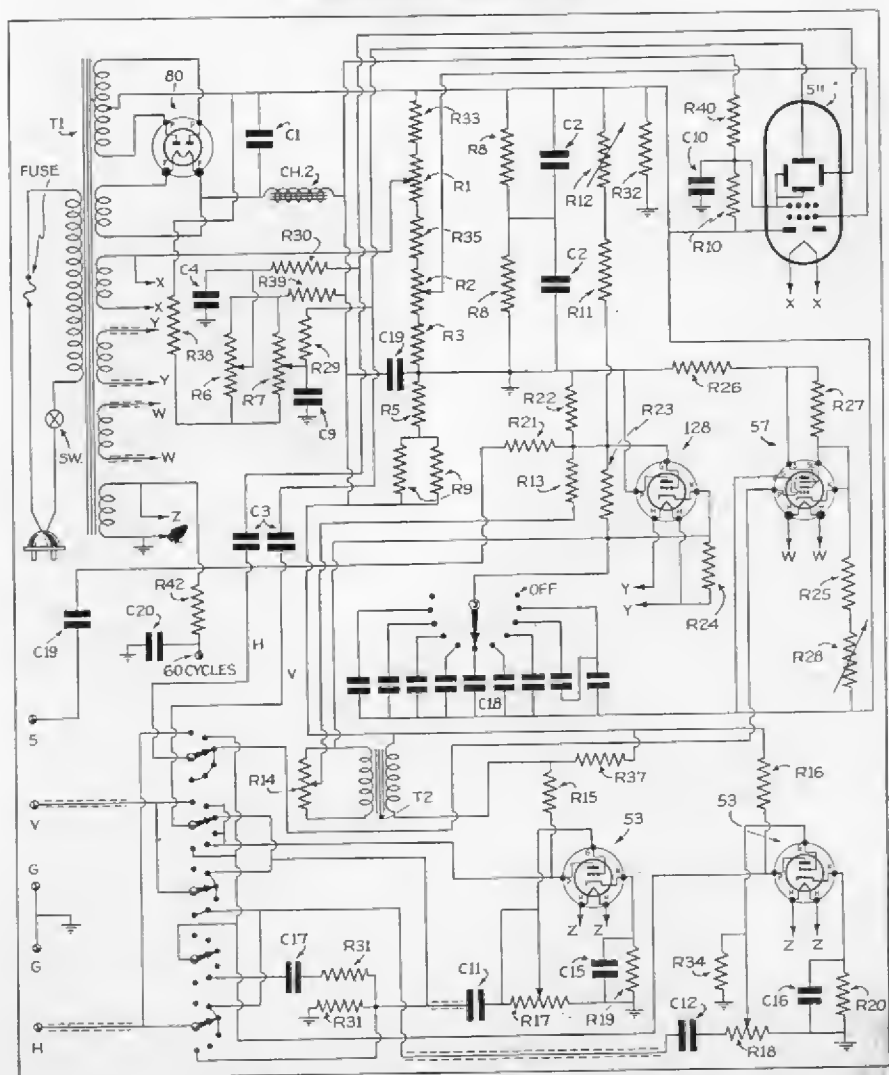 80
5"
T1
R33
R40
R8
C2
C1
C10
FUSE
CH.2
R1
R12
R32
R10
R30
R35
C4
R39
R2
C2
X
R8
R11
X X
X
Y
R38
R3
R29
C19
R6
R7
R26
R22
R23
R27
Y
R5
128
57
W
C9
R21
SW.
W
R13
R9
C3
Z
W W
R42
Y
R25
OFF
Y
R24
C20
C19
H
V
R28
60 CYCLES
C18
5
R37
R16
R14
R15
V
T2
53
53
G
Z Z
Z Z
C17
R31
G
C15
R34
C11
C16
R31
R20
R17
R19
C12
H
R18